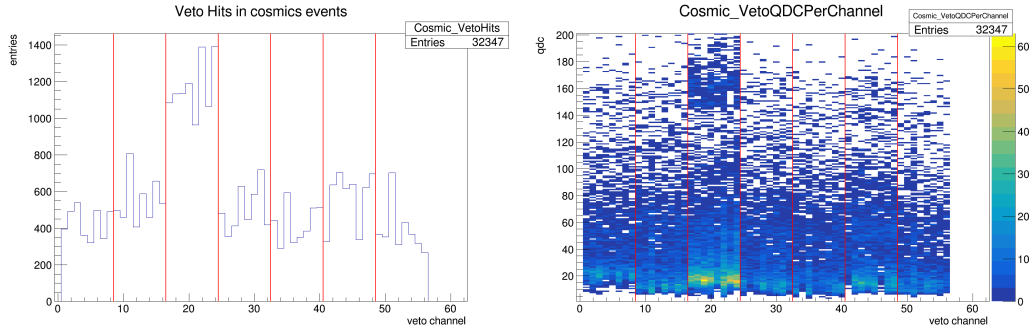 Veto Hits in cosmics events
Cosmic_VetoHits
Entries 32347
entries
1400
1200
1000
800
600
400
200
0
0 10 20 30 40 50 60
veto channel
Cosmic_VetoQDCPerChannel
Cosmic_VetoQDCPerChannel
Entries 32347
qdc
200
180
160
140
120
100
80
60
40
20
0 10 20 30 40 50 60
veto channel
60
50
40
30
20
10
0